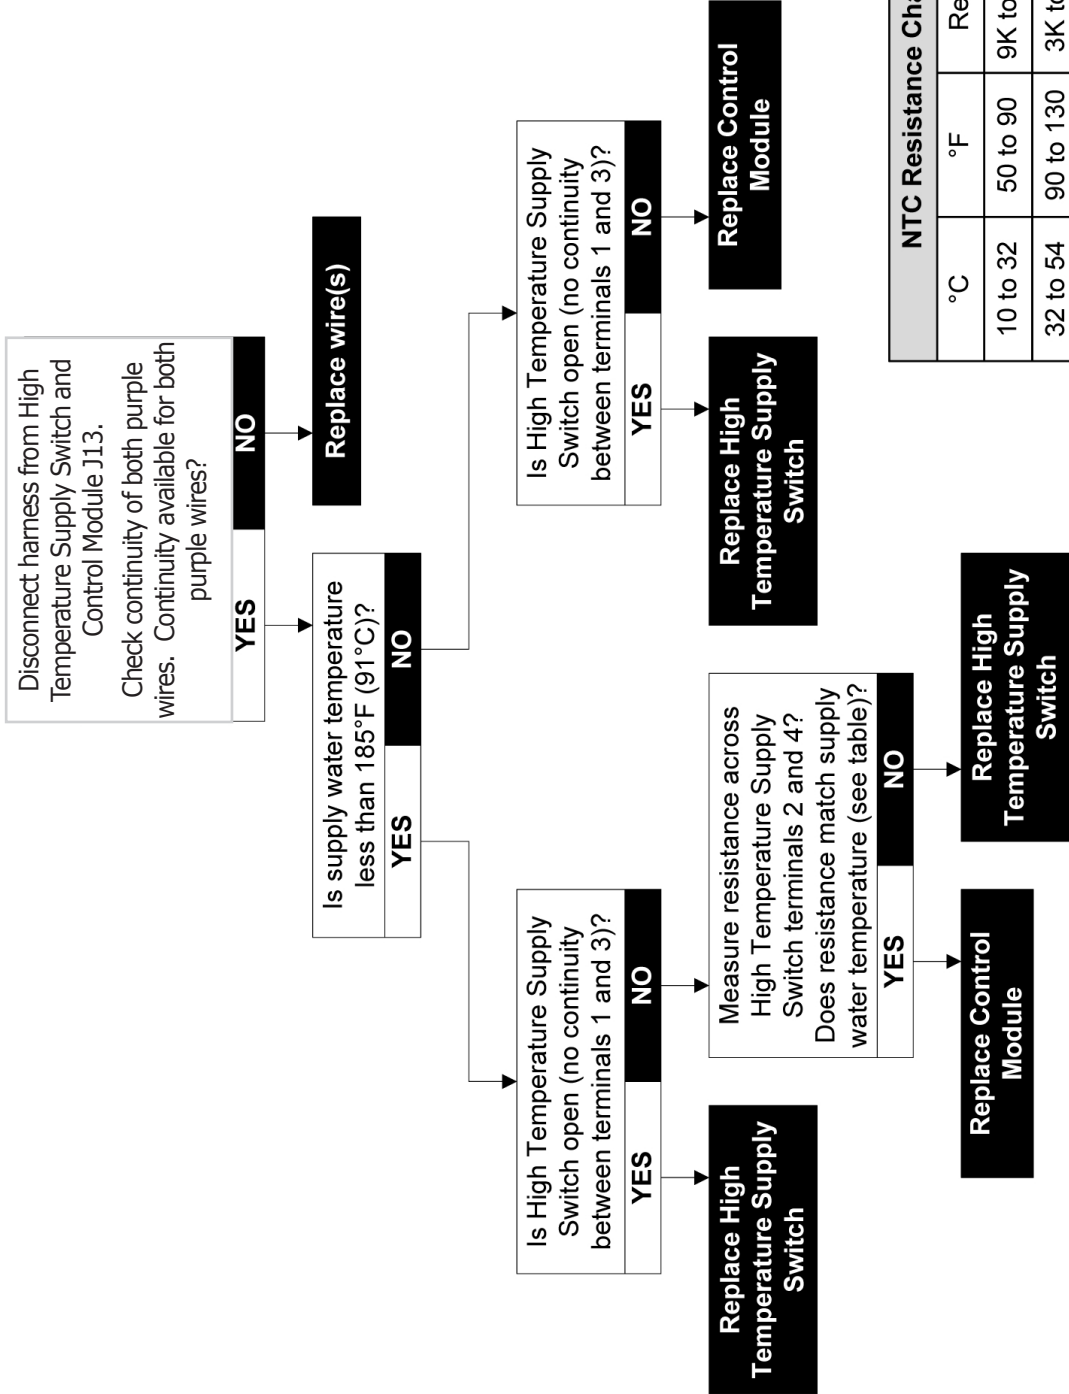 Disconnect harness from High
Temperature Supply Switch and
Control Module J13.
Check continuity of both purple
wires. Continuity available for both
purple wires?
YES
NO
Replace wire(s)
Is supply water temperature
less than 185°F (91°C)?
YES
NO
Is High Temperature Supply
Switch open (no continuity
between terminals 1 and 3)?
YES
NO
Is High Temperature Supply
Switch open (no continuity
between terminals 1 and 3)?
YES
NO
Replace High
Temperature Supply
Switch
Measure resistance across
High Temperature Supply
Switch terminals 2 and 4?
Does resistance match supply
water temperature (see table)?
YES
NO
Replace High
Temperature Supply
Switch
Replace Control
Module
Replace Control
Module
Replace High
Temperature Supply
Switch
NTC Resistance Cha
°C °F Re
10 to 32 50 to 90 9K to
32 to 54 90 to 130 3K to